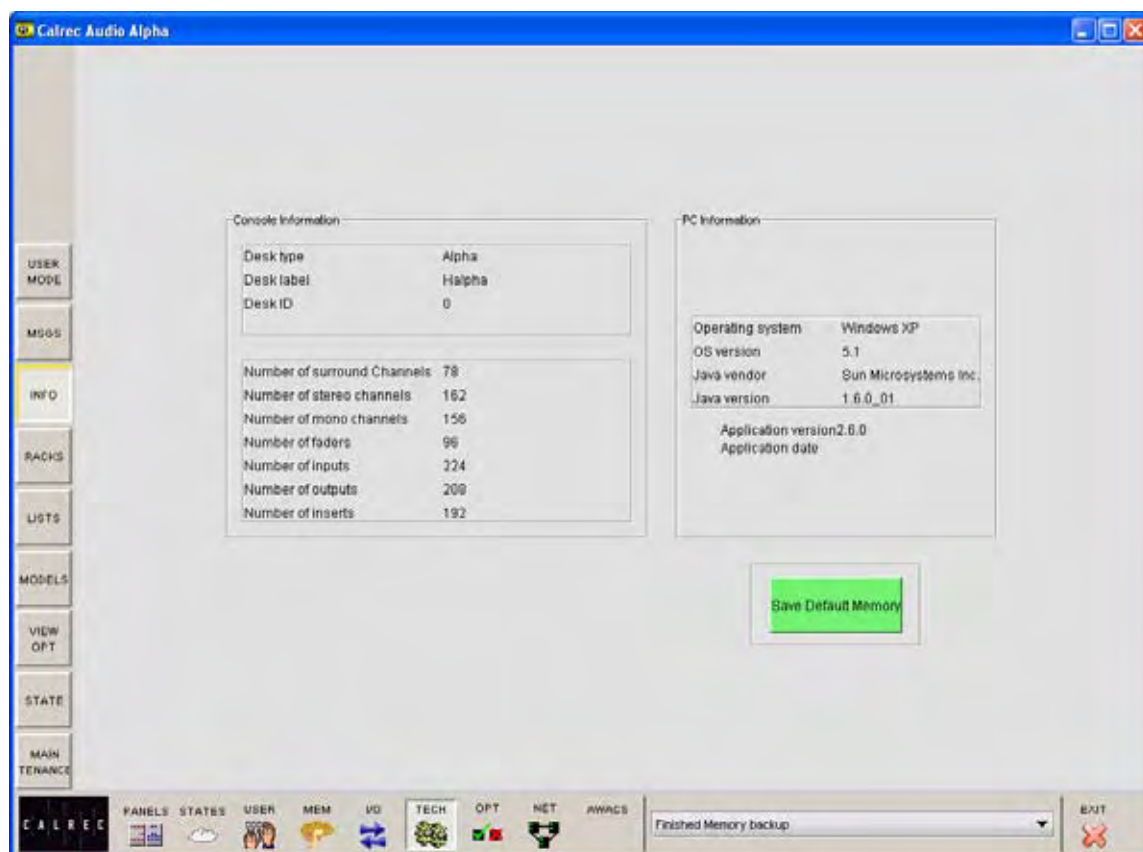 Calrec Audio Alpha
USER
MODE
MSGS
INFO
RACKS
LISTS
MODELS
VIEW
OPT
STATE
MAIN
TENANCE
Console Information
Desk type Alpha
Desk label Halpha
Desk ID 0
Number of surround Channels 78
Number of stereo channels 162
Number of mono channels 156
Number of faders 96
Number of inputs 224
Number of outputs 208
Number of inserts 192
PC Information
Operating system Windows XP
OS version 5.1
Java vendor Sun Microsystems Inc.
Java version 1.6.0_01
Application version2.6.0
Application date
Save Default Memory
CALREC
PANELS STATES USER MEM I/O TECH OPT NET AWACS
Finished Memory backup
EXIT